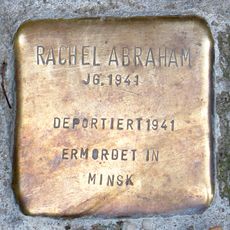 RACHEL ABRAHAM
JG. 1941
DEPORTIERT 1941
ERMORDET IN
MINSK